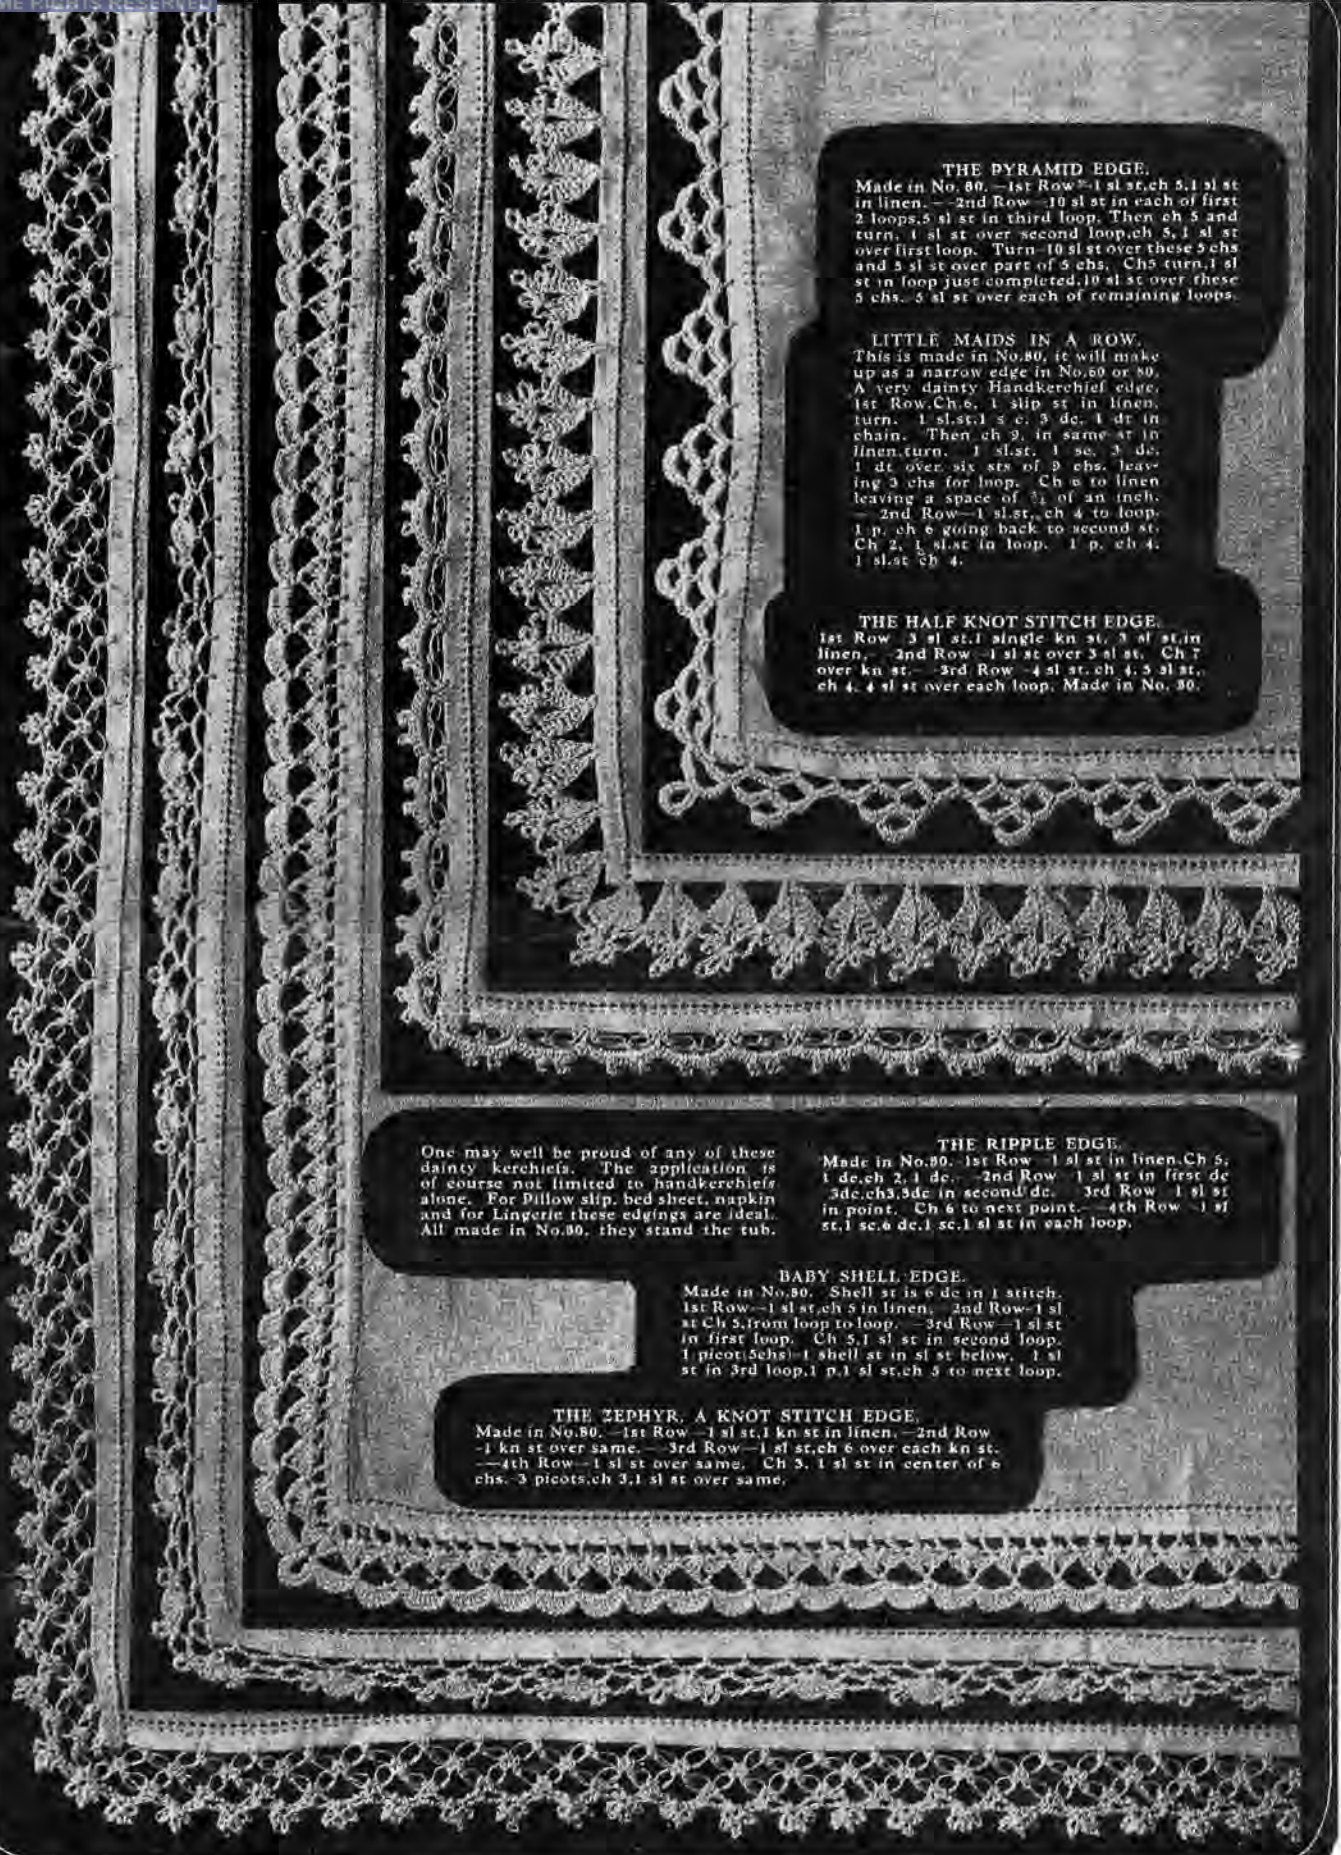 ME RIGHTS RESERVED
THE PYRAMID EDGE.
Made in No. 80. —1st Row—1 sl st,ch 5,1 sl st
in linen. — -2nd Row —10 sl st in each of first
2 loops,5 sl st in third loop. Then ch 5 and
turn, 1 sl st over second loop,ch 5, 1 sl st
over first loop. Turn—10 sl st over these 5 chs
and 5 sl st over part of 5 chs. Ch5 turn,1 sl
st in loop just completed,10 sl st over these
5 chs. 5 sl st over each of remaining loops.
LITTLE MAIDS IN A ROW.
This is made in No.80, it will make
up as a narrow edge in No.60 or 80.
A very dainty Handkerchief edge.
1st Row,Ch.6, 1 slip st in linen,
turn. 1 sl.st,1 s c, 3 dc, 1 dt in
chain. Then ch 9, in same st in
linen,turn. 1 sl.st, 1 sc, 3 dc,
1 dt over six sts of 9 chs. leav-
ing 3 chs for loop. Ch 6 to linen
leaving a space of of an inch.
— 2nd Row—1 sl.st., ch 4 to loop
1 p, ch 6 going back to second st.
Ch 2, 1 sl.st in loop. 1 p, ch 4,
1 sl.st ch 4.
THE HALF KNOT STITCH EDGE.
1st Row 3 sl st,1 single kn st, 3 sl st,in
linen.- -2nd Row —1 sl st over 3 sl st. Ch 7
over kn st. —3rd Row —4 sl st, ch 4, 5 sl st,
ch 4, 4 sl st over each loop. Made in No. 80.
One may well be proud of any of these
dainty kerchiefs. The application is
of course not limited to handkerchiefs
alone. For Pillow slip, bed sheet, napkin
and for Lingerie these edgings are ideal.
All made in No.80, they stand the tub.
THE RIPPLE EDGE.
Made in No.80. 1st Row —1 sl st in linen,Ch 5,
1 dc,ch 2, 1 dc. —2nd Row 1 sl st in first dc
3dc,ch3,3dc in second dc. 3rd Row 1 sl st
in point. Ch 6 to next point.— —4th Row —1 sl
st,1 sc,6 dc,1 sc,1 sl st in each loop.
BABY SHELL EDGE.
Made in No.80. Shell st is 6 dc in 1 stitch.
1st Row—1 sl st,ch 5 in linen. 2nd Row-1 sl
st Ch 5,from loop to loop. —3rd Row—1 sl st
in first loop. Ch 5,1 sl st in second loop.
1 picot(5chs)-1 shell st in sl st below. 1 sl
st in 3rd loop,1 p,1 sl st,ch 5 to next loop.
THE ZEPHYR, A KNOT STITCH EDGE.
Made in No.80. —1st Row—1 sl st,1 kn st in linen.—2nd Row
-1 kn st over same.— 3rd Row—1 sl st,ch 6 over each kn st.
-—4th Row—1 sl st over same. Ch 3, 1 sl st in center of 6
chs. 3 picots,ch 3,1 sl st over same.